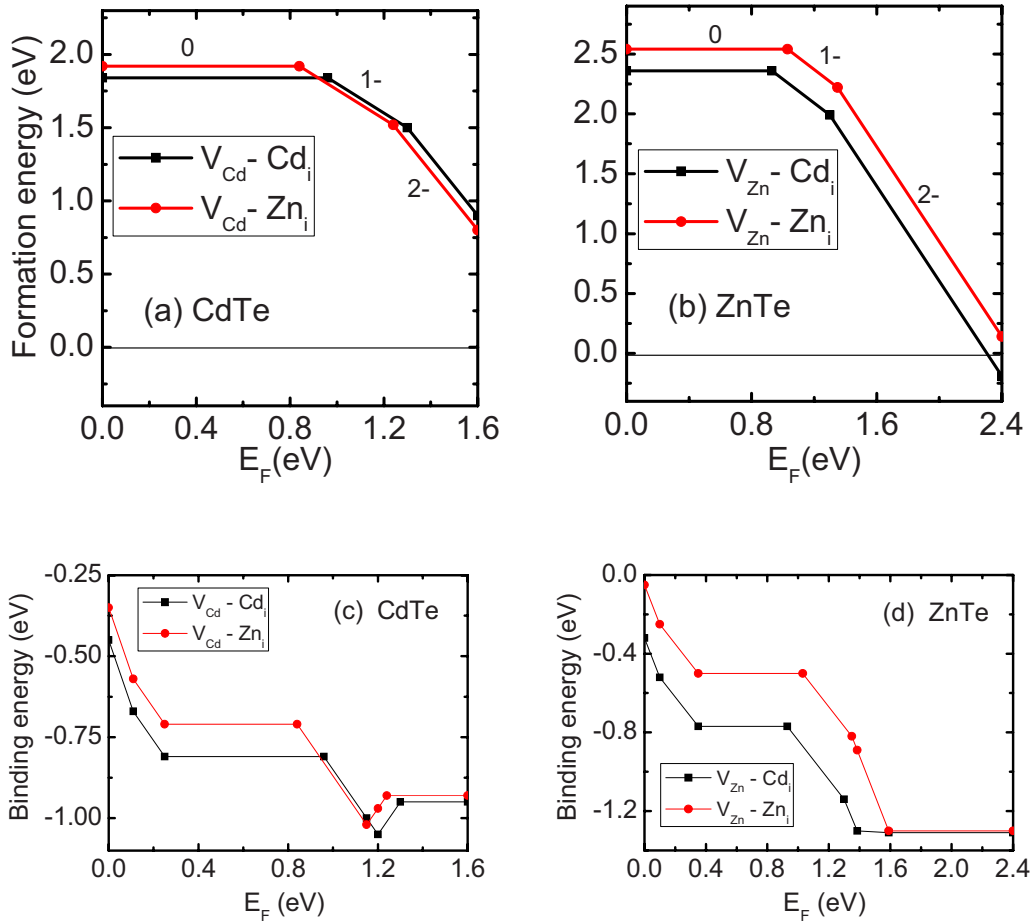 0
1-
2-
V_Cd - Cd_i
V_Cd - Zn_i
(a) CdTe
Formation energy (eV)
2.0
1.5
1.0
0.5
0.0
0.0 0.4 0.8 1.2 1.6
E_F(eV)
0
1-
2-
V_Zn - Cd_i
V_Zn - Zn_i
(b) ZnTe
2.5
2.0
1.5
1.0
0.5
0.0
0.0 0.8 1.6 2.4
E_F(eV)
V_Cd - Cd_i
V_Cd - Zn_i
(c) CdTe
Binding energy (eV)
-0.25
-0.50
-0.75
-1.00
0.0 0.4 0.8 1.2 1.6
E_F (eV)
(d) ZnTe
V_Zn - Cd_i
V_Zn - Zn_i
Binding energy (eV)
0.0
-0.4
-0.8
-1.2
0.0 0.4 0.8 1.2 1.6 2.0 2.4
E_F (eV)